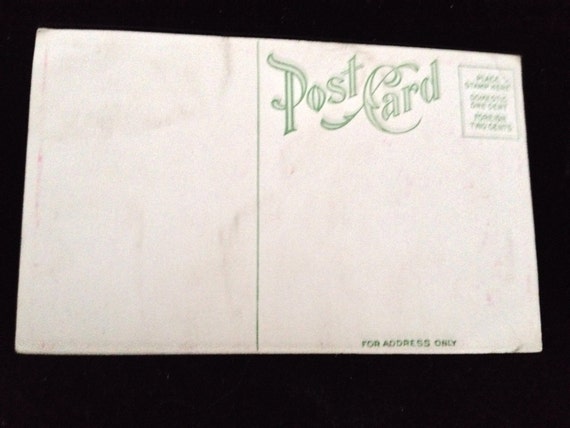 Post Card
PLACE
STAMP HERE
DOMESTIC
ONE CENT
FOREIGN
TWO CENTS
FOR ADDRESS ONLY